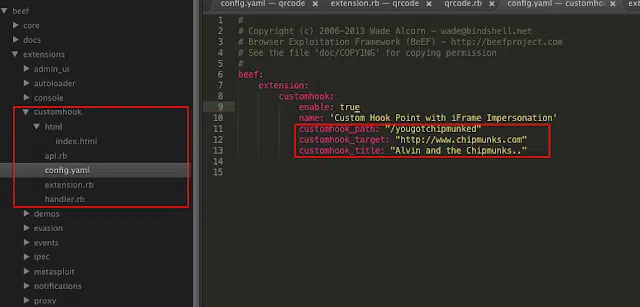 config.yaml — qrcode
extension.rb — qrcode
config.yaml — customho
ext
beef
core
docs
extensions
admin_ui
autoloader
console
customhook
html
index.html
api.rb
config.yaml
extension.rb
handler.rb
demos
evasion
events
ipec
metasploit
notifications
proxy
1 #
2 # Copyright (c) 2006-2013 Wade Alcorn - wade@bindshell.net
3 # Browser Exploitation Framework (BeEF) - http://beefproject.com
4 # See the file 'doc/COPYING' for copying permission
5 #
6 beef:
7 extension:
8 customhook:
9 enable: true
10 name: 'Custom Hook Point with iFrame Impersonation'
11 customhook_path: "/yougotchipmunked"
12 customhook_target: "http://www.chipmunks.com"
13 customhook_title: "Alvin and the Chipmunks.."
14
15